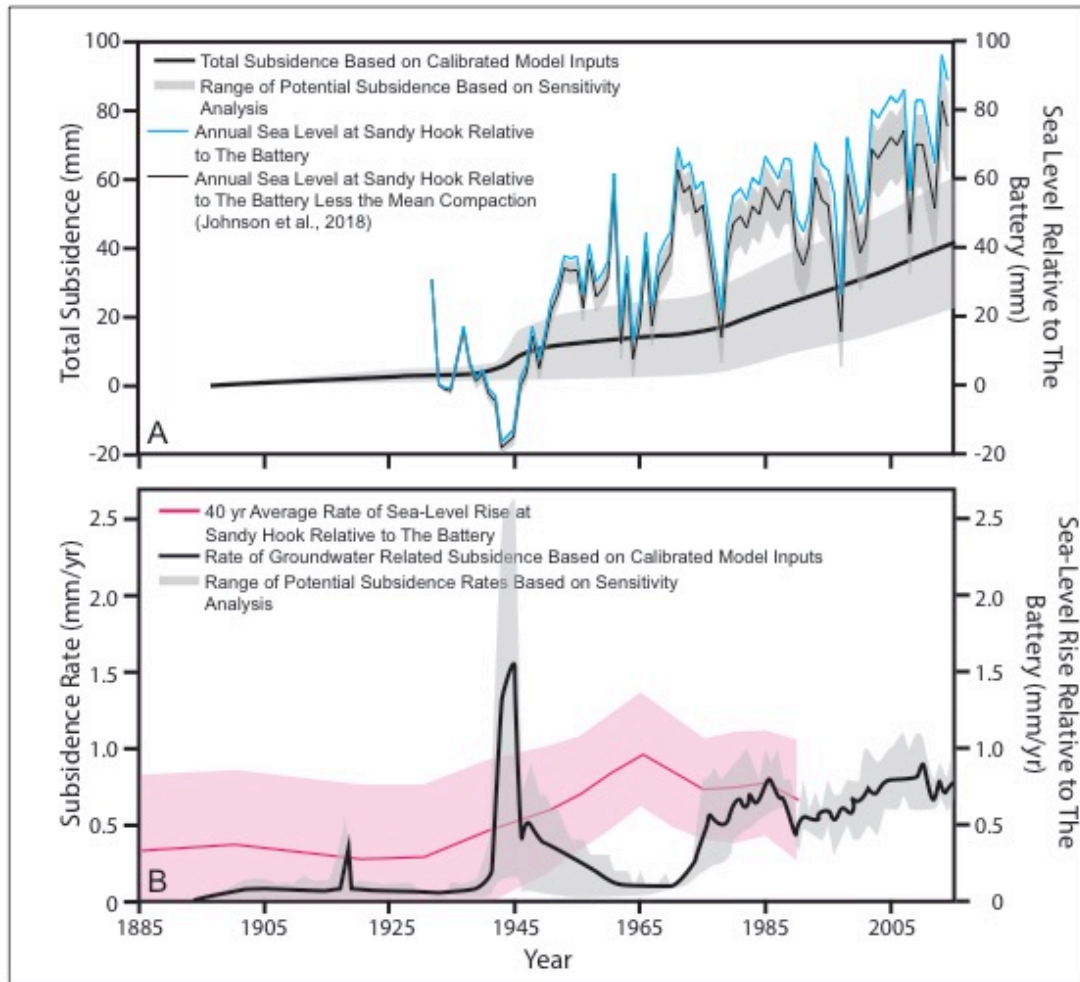 100
80
60
40
20
0
-20
Total Subsidence (mm)
Total Subsidence Based on Calibrated Model Inputs
Range of Potential Subsidence Based on Sensitivity
Analysis
Annual Sea Level at Sandy Hook Relative
to The Battery
Annual Sea Level at Sandy Hook Relative
to The Battery Less the Mean Compaction
(Johnson et al., 2018)
A
100
80
60
40
20
0
-20
Sea Level Relative to The
Battery (mm)
2.5
2.0
1.5
1.0
0.5
0
Subsidence Rate (mm/yr)
40 yr Average Rate of Sea-Level Rise at
Sandy Hook Relative to The Battery
Rate of Groundwater Related Subsidence Based on Calibrated Model Inputs
Range of Potential Subsidence Rates Based on Sensitivity
Analysis
B
2.5
2.0
1.5
1.0
0.5
0
Sea-Level Rise Relative to The
Battery (mm/yr)
1885
1905
1925
1945
1965
1985
2005
Year